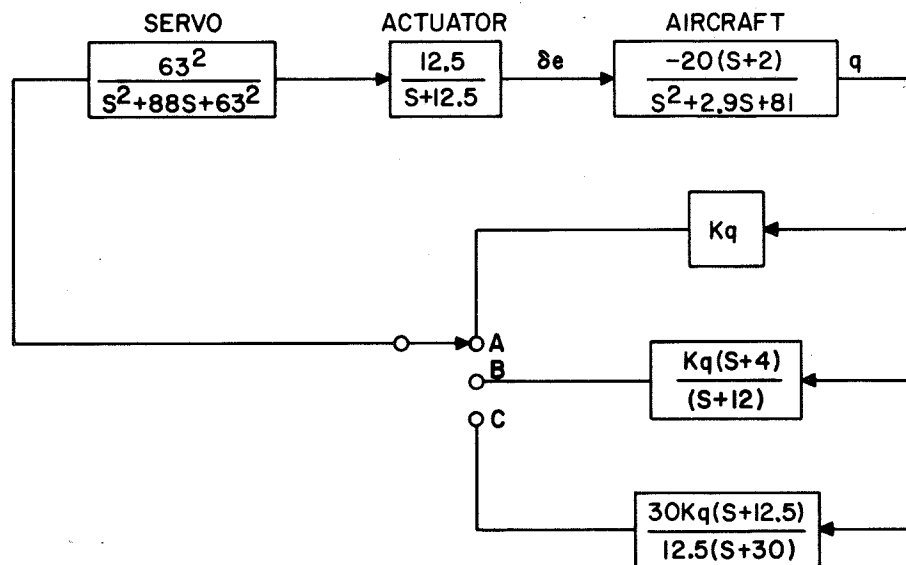 SERVO
ACTUATOR
AIRCRAFT
63²
S²+88S+63²
12.5
S+12.5
δe
-20(S+2)
S²+2.9S+81
q
Kq
A
B
Kq(S+4)
(S+12)
C
30Kq(S+12.5)
12.5(S+30)